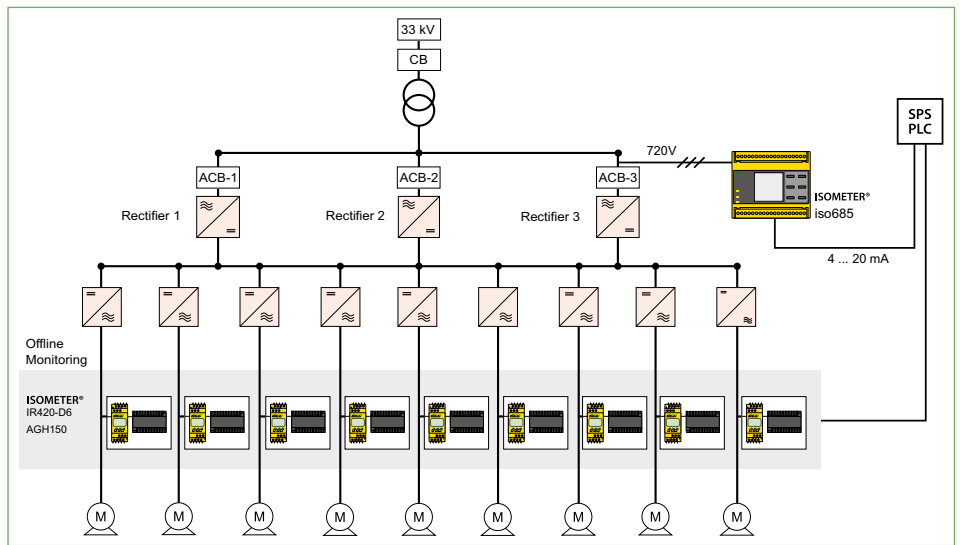 33 kV
CB
SPS
PLC
720V
ACB-1
ACB-2
ACB-3
ISOMETER®
iso685
Rectifier 1
Rectifier 2
Rectifier 3
4 ... 20 mA
Offline
Monitoring
ISOMETER®
IR420-D6
AGH150
M
M
M
M
M
M
M
M
M